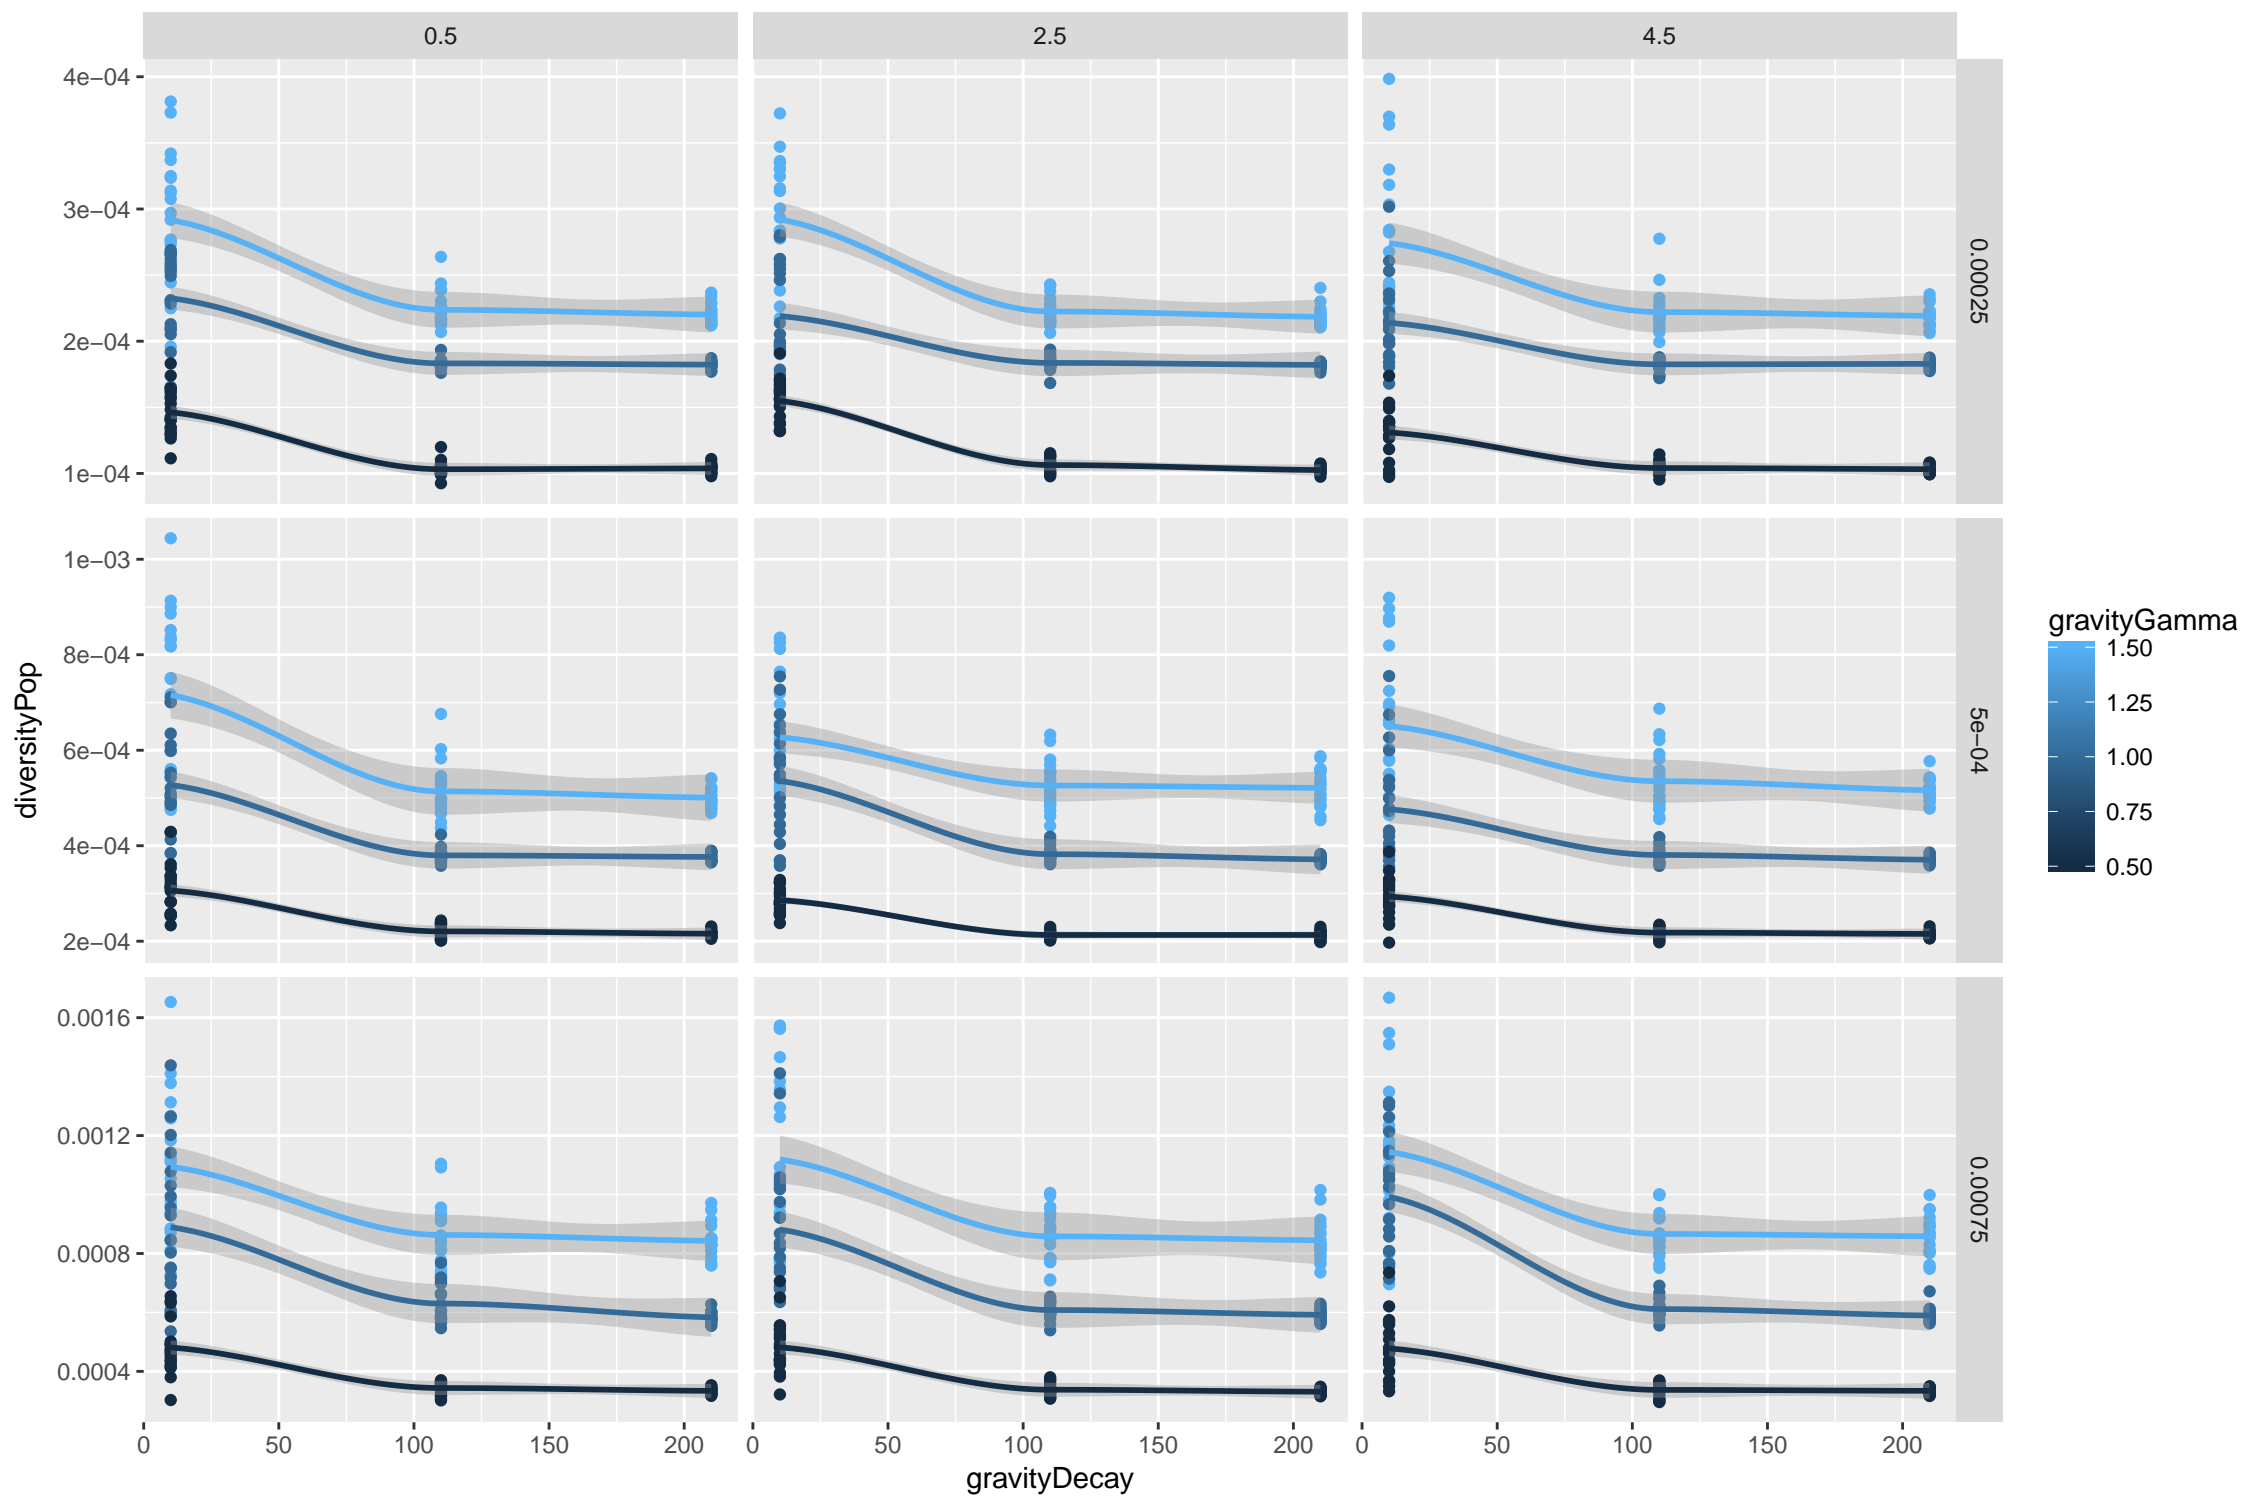 0.5 2.5 4.5
4e−04
3e−04
2e−04
1e−04
0.00025
1e−03
8e−04
6e−04
4e−04
2e−04
5e−04
0.0016
0.0012
0.0008
0.0004
0.00075
0 50 100 150 200 0 50 100 150 200 0 50 100 150 200
gravityDecay
diversityPop
gravityGamma
1.50
1.25
1.00
0.75
0.50